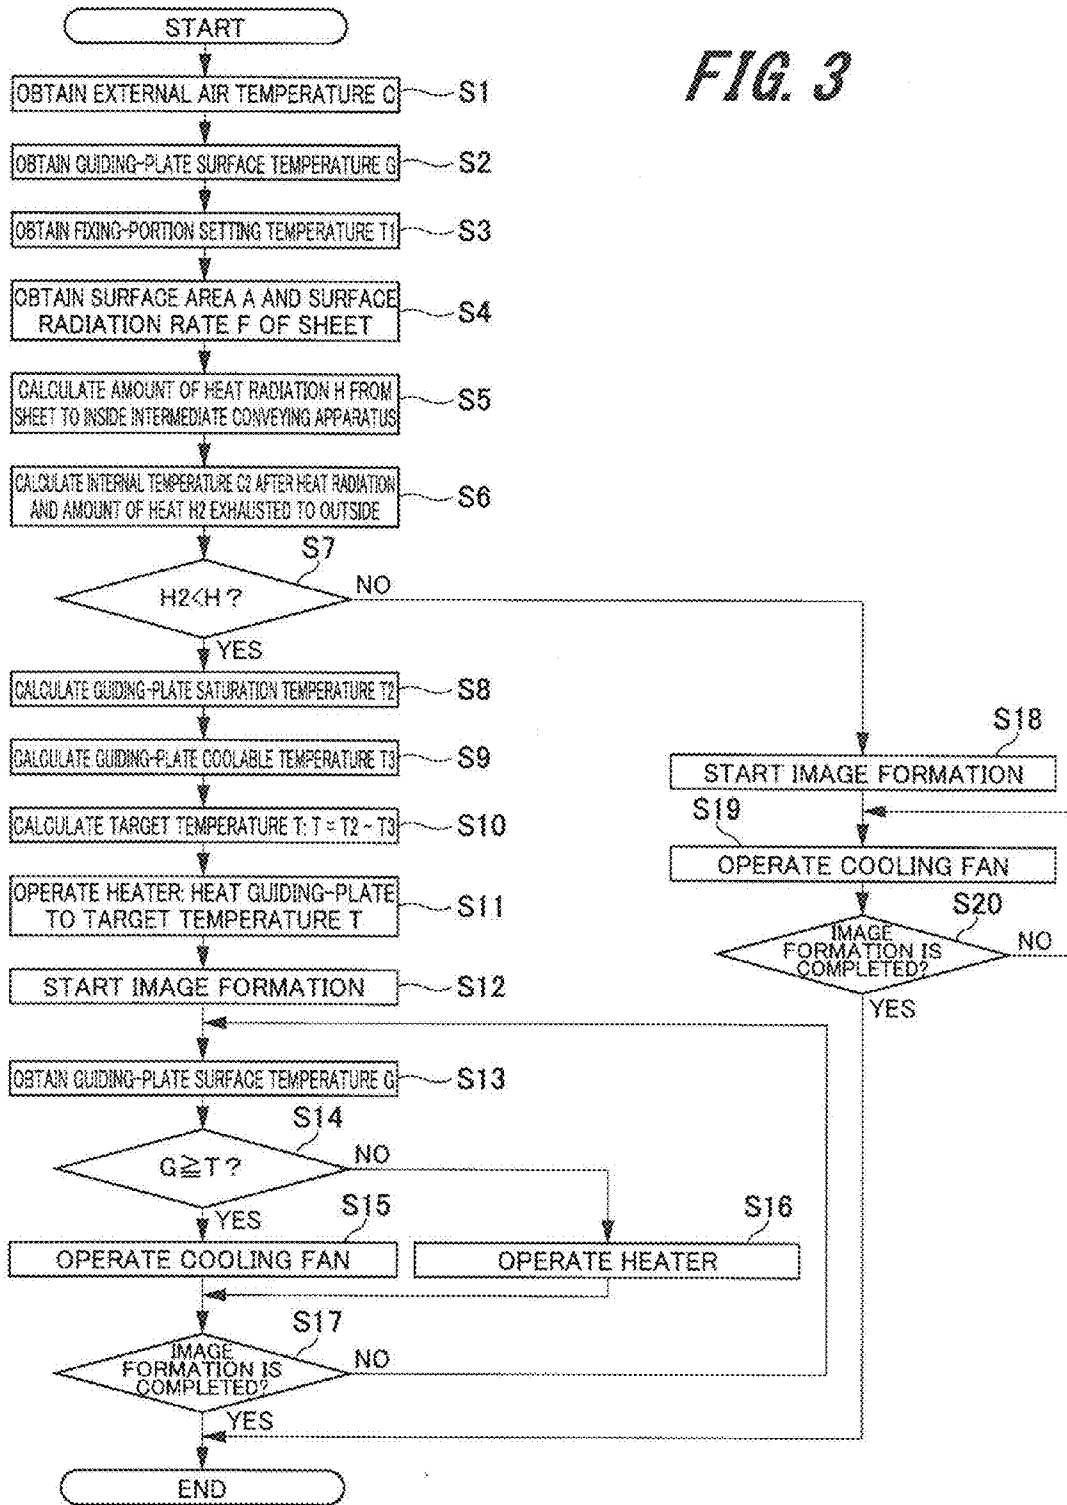 FIG. 3
START
OBTAIN EXTERNAL AIR TEMPERATURE C
S1
OBTAIN GUIDING-PLATE SURFACE TEMPERATURE G
S2
OBTAIN FIXING-PORTION SETTING TEMPERATURE T1
S3
OBTAIN SURFACE AREA A AND SURFACE
RADIATION RATE F OF SHEET
S4
CALCULATE AMOUNT OF HEAT RADIATION H FROM
SHEET TO INSIDE INTERMEDIATE CONVEYING APPARATUS
S5
CALCULATE INTERNAL TEMPERATURE C2 AFTER HEAT RADIATION
AND AMOUNT OF HEAT H2 EXHAUSTED TO OUTSIDE
S6
S7
H2<H?
NO
YES
CALCULATE GUIDING-PLATE SATURATION TEMPERATURE T2
S8
CALCULATE GUIDING-PLATE COOLABLE TEMPERATURE T3
S9
CALCULATE TARGET TEMPERATURE T: T = T2 - T3
S10
OPERATE HEATER: HEAT GUIDING-PLATE
TO TARGET TEMPERATURE T
S11
START IMAGE FORMATION
S12
OBTAIN GUIDING-PLATE SURFACE TEMPERATURE G
S13
S14
G≧T?
NO
YES
S15
OPERATE COOLING FAN
S16
OPERATE HEATER
S17
IMAGE
FORMATION IS
COMPLETED?
NO
YES
S18
START IMAGE FORMATION
S19
OPERATE COOLING FAN
S20
IMAGE
FORMATION IS
COMPLETED?
NO
YES
END